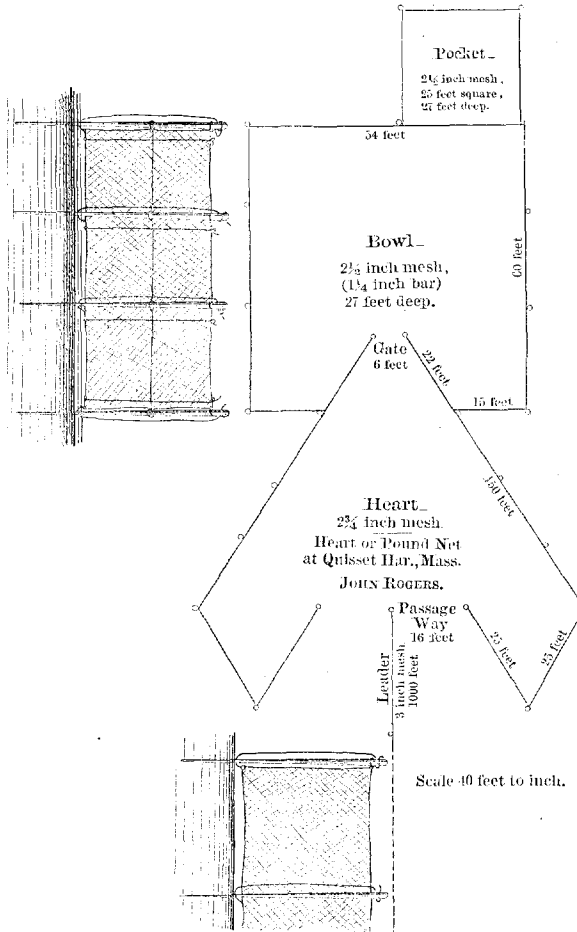 Pocket_
2½ inch mesh,
25 feet square,
27 feet deep.
54 feet
60 feet
Bowl_
2½ inch mesh,
(1¼ inch bar)
27 feet deep.
Gate
6 feet
22 feet
15 feet
150 feet
Heart_
2¾ inch mesh.
Heart or Pound Net
at Quisset Har., Mass.
JOHN ROGERS.
Passage
Way
16 feet
25 feet
25 feet
Leader
3 inch mesh
1000 feet
Scale 40 feet to inch.